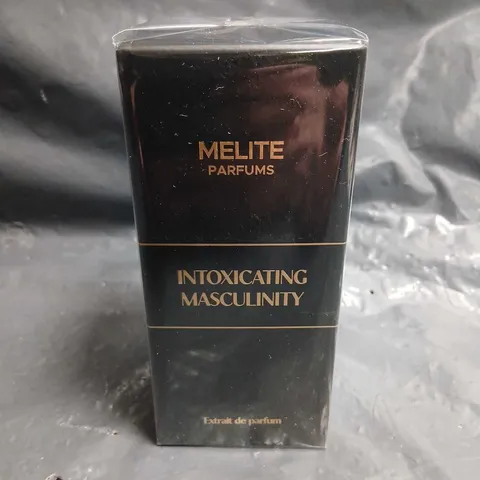 MELITE
PARFUMS
INTOXICATING
MASCULINITY
Extrait de parfum